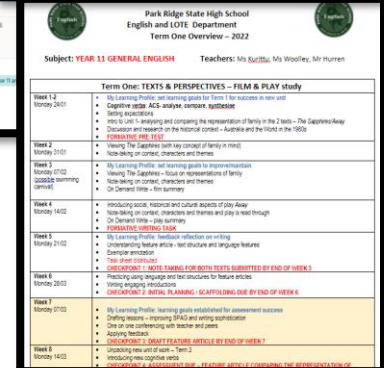 Park Ridge State High School
English and LOTE Department
Term One Overview – 2022
English
English
Subject: YEAR 11 GENERAL ENGLISH Teachers: Ms Kurittu, Ms Woolley, Mr Hurren
Term One: TEXTS & PERSPECTIVES – FILM & PLAY study
Week 1-2
Monday 24/01
• My Learning Profile: set learning goals for Term 1 for success in new unit
• Cognitive verbs: ACS- analyse, compare, synthesise
• Setting expectations
• Intro to Unit 1- analysing and comparing the representation of family in the 2 texts – The Sapphires/Away
• Discussion and research on the historical context – Australia and the World in the 1960s
• FORMATIVE PRE-TEST
Week 2
Monday 31/01
• Viewing The Sapphires (with key concept of family in mind)
• Note-taking on context, characters and themes
Week 3
Monday 07/02
(possible swimming
carnival)
• My Learning Profile: set learning goals to improve/maintain
• Viewing The Sapphires – focus on representations of family
• Note-taking on context, characters and themes
• On Demand Write – film summary
Week 4
Monday 14/02
• Introducing social, historical and cultural aspects of play Away
• Note-taking on context, characters and themes and play is read through
• On Demand Write – play summary
• FORMATIVE WRITING TASK
Week 5
Monday 21/02
• My Learning Profile: feedback reflection on writing
• Understanding feature article - text structure and language features
• Exemplar annotation
• Task sheet distributed
• CHECKPOINT 1: NOTE-TAKING FOR BOTH TEXTS SUBMITTED BY END OF WEEK 5
Week 6
Monday 28/03
• Practicing using language and text structures for feature articles
• Writing engaging introductions
• CHECKPOINT 2: INITIAL PLANNING / SCAFFOLDING DUE BY END OF WEEK 6
Week 7
Monday 07/03
• My Learning Profile: learning goals established for assessment success
• Drafting lessons – improving SPAG and writing sophistication
• One on one conferencing with teacher and peers
• Applying feedback
• CHECKPOINT 3: DRAFT FEATURE ARTICLE BY END OF WEEK 7
Week 8
Monday 14/03
• Unpacking new unit of work – Term 2
• Introducing new cognitive verbs
• CHECKPOINT 4: ASSESSMENT DUE – FEATURE ARTICLE COMPARING THE REPRESENTATION OF